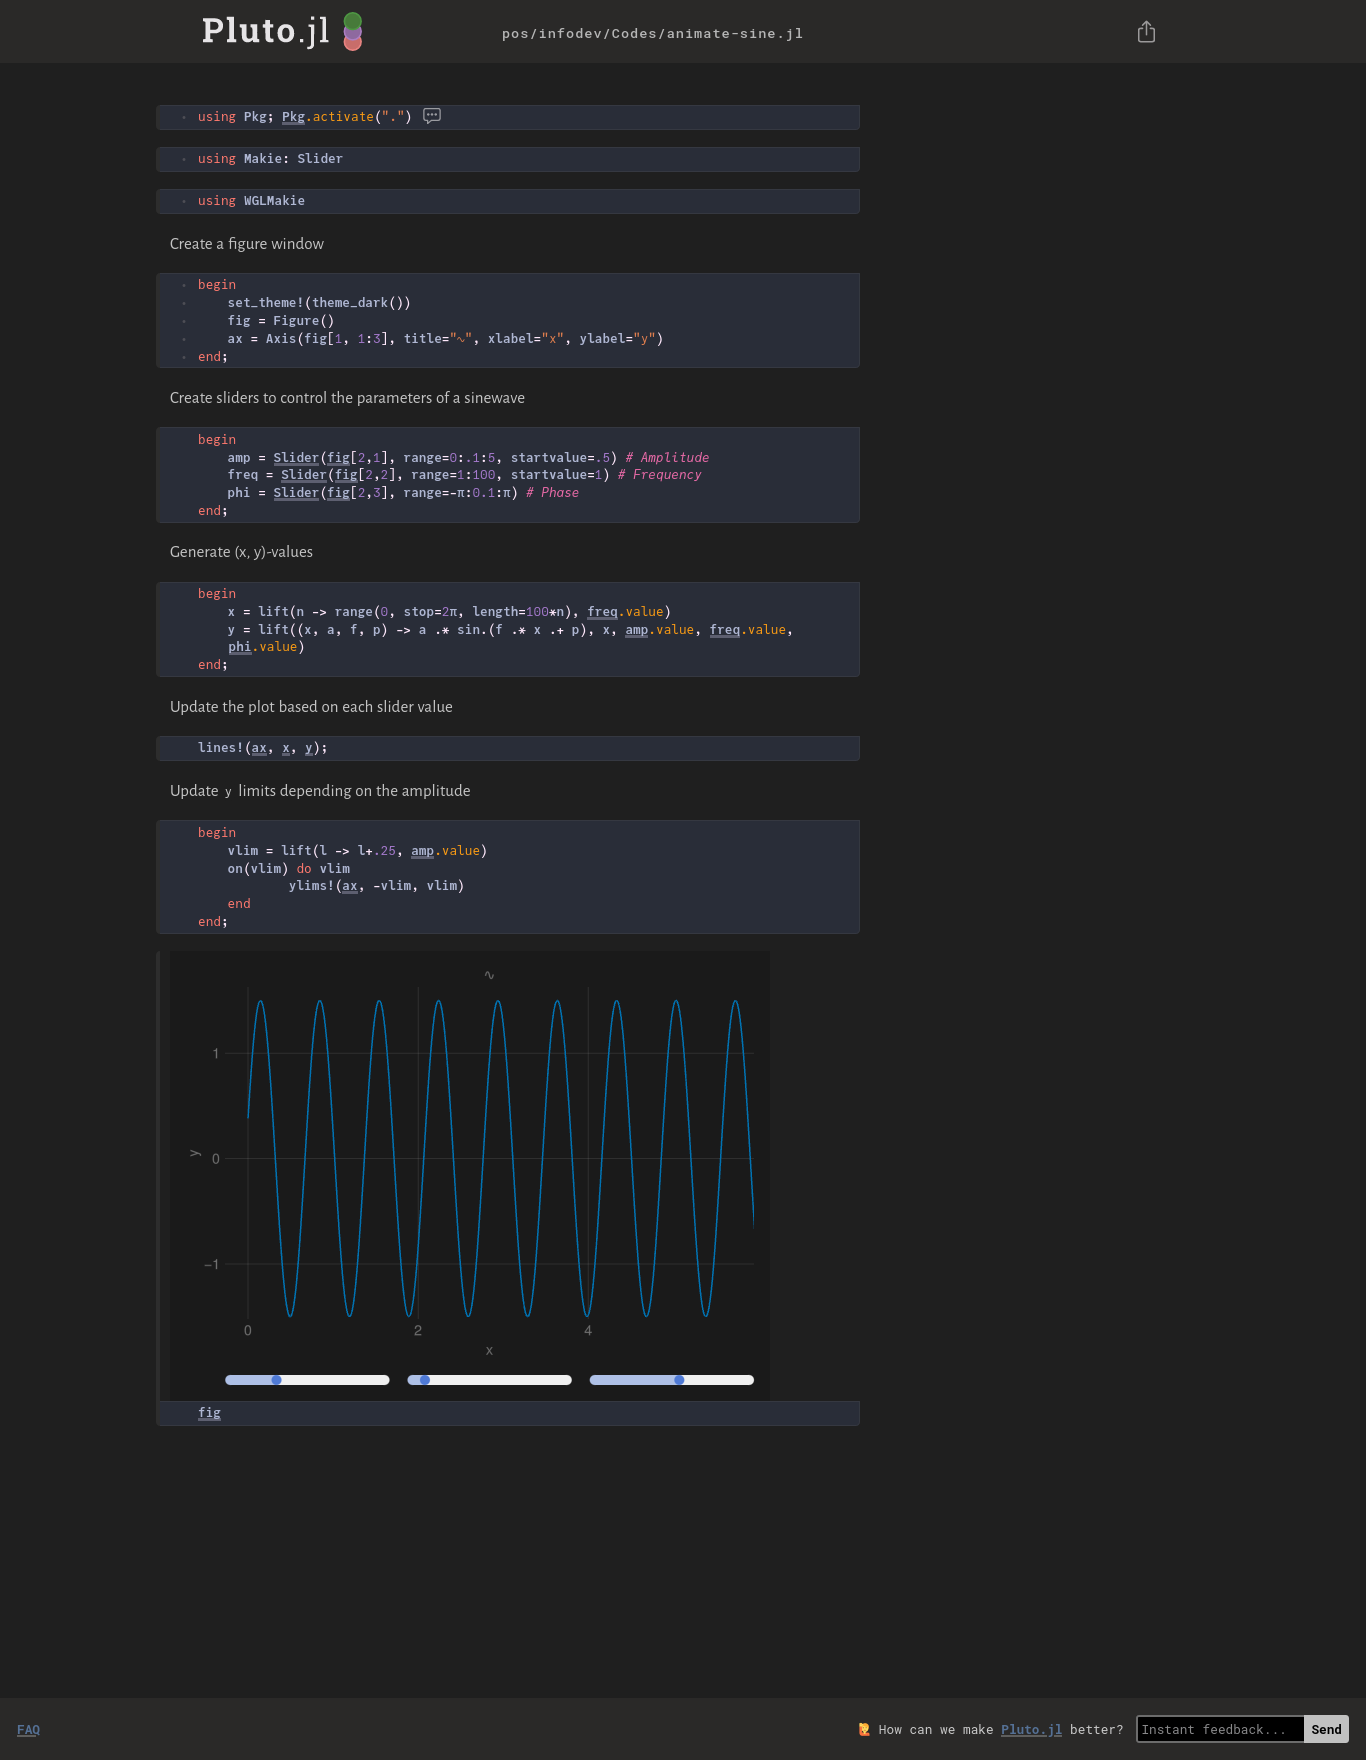 Pluto.jl
pos/infodev/Codes/animate-sine.jl
using Pkg; Pkg.activate(".")
using Makie: Slider
using WGLMakie
Create a figure window
begin
set_theme!(theme_dark())
fig = Figure()
ax = Axis(fig[1, 1:3], title="∿", xlabel="x", ylabel="y")
end;
Create sliders to control the parameters of a sinewave
begin
amp = Slider(fig[2,1], range=0:.1:5, startvalue=.5) # Amplitude
freq = Slider(fig[2,2], range=1:100, startvalue=1) # Frequency
phi = Slider(fig[2,3], range=-π:0.1:π) # Phase
end;
Generate (x, y)-values
begin
x = lift(n -> range(0, stop=2π, length=100*n), freq.value)
y = lift((x, a, f, p) -> a .* sin.(f .* x .+ p), x, amp.value, freq.value,
phi.value)
end;
Update the plot based on each slider value
lines!(ax, x, y);
Update y limits depending on the amplitude
begin
vlim = lift(l -> l+.25, amp.value)
on(vlim) do vlim
ylims!(ax, -vlim, vlim)
end
end;
∿
1
y
0
−1
0 2 4
x
fig
FAQ
How can we make Pluto.jl better? Instant feedback... Send